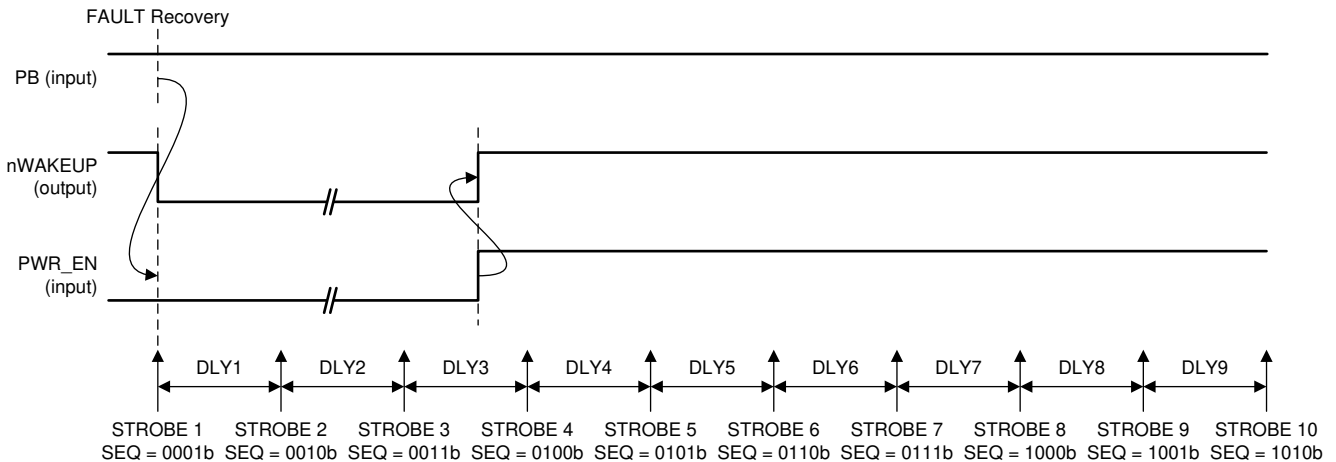 FAULT Recovery
PB (input)
nWAKEUP
(output)
PWR_EN
(input)
DLY1 DLY2 DLY3 DLY4 DLY5 DLY6 DLY7 DLY8 DLY9
STROBE 1 STROBE 2 STROBE 3 STROBE 4 STROBE 5 STROBE 6 STROBE 7 STROBE 8 STROBE 9 STROBE 10
SEQ = 0001b SEQ = 0010b SEQ = 0011b SEQ = 0100b SEQ = 0101b SEQ = 0110b SEQ = 0111b SEQ = 1000b SEQ = 1001b SEQ = 1010b